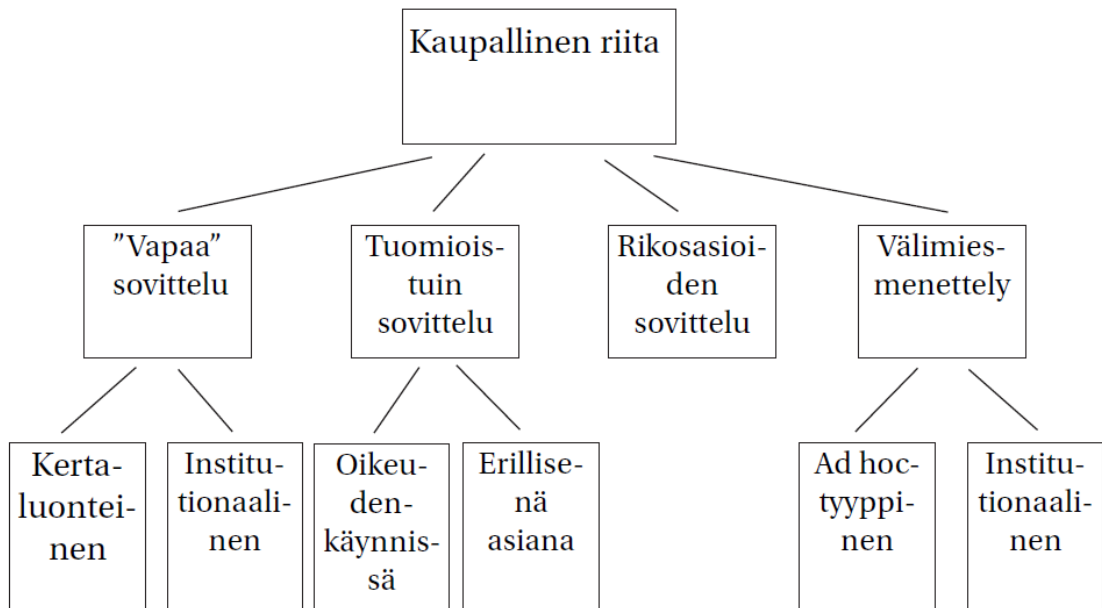 Kaupallinen riita
”Vapaa”
sovittelu
Tuomiois-
tuin
sovittelu
Rikosasioi-
den
sovittelu
Välimies-
menettely
Kerta-
luontei-
nen
Institu-
tionaali-
nen
Oikeu-
den-
käynnis-
sä
Erillise-
nä
asiana
Ad hoc-
tyyppi-
nen
Institu-
tionaali-
nen